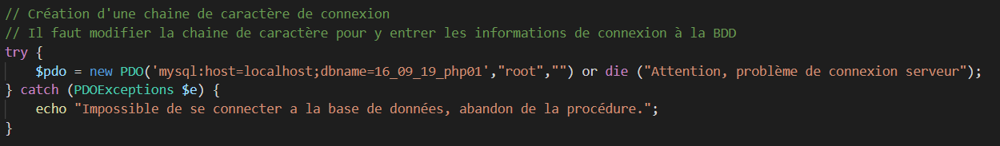 // Création d'une chaine de caractère de connexion
// Il faut modifier la chaine de caractère pour y entrer les informations de connexion à la BDD
try {
    $pdo = new PDO('mysql:host=localhost;dbname=16_09_19_php01',"root","") or die ("Attention, problème de connexion serveur");
} catch (PDOExceptions $e) {
    echo "Impossible de se connecter a la base de données, abandon de la procédure.";
}